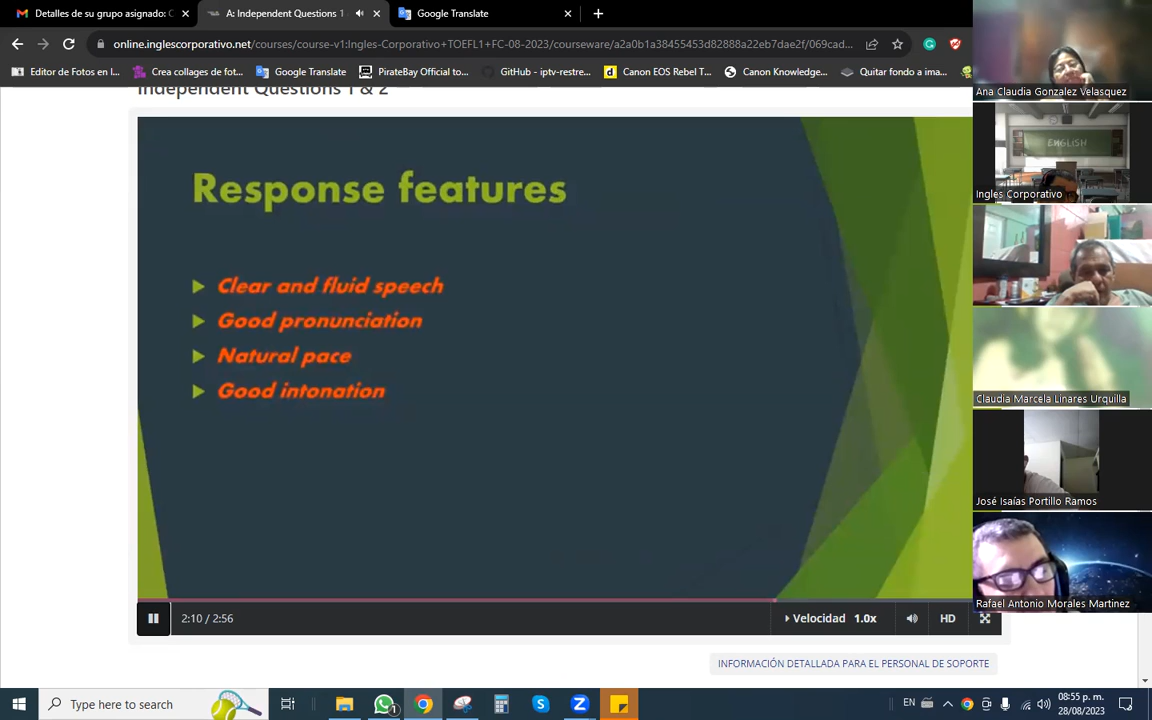 Detalles de su grupo asignado: C
A: Independent Questions 1
Google Translate
online.inglescorporativo.net/courses/course-v1:Ingles-Corporativo+TOEFL1+FC-08-2023/courseware/a2a0b1a38455453d82888a22eb7dae2f/069cad...
Editor de Fotos en l...
Crea collages de fot...
Google Translate
PirateBay Official to...
GitHub - iptv-restre...
Canon EOS Rebel T...
Canon Knowledge...
Quitar fondo a ima...
Independent Questions 1 & 2
Response features
Clear and fluid speech
Good pronunciation
Natural pace
Good intonation
2:10 / 2:56
Velocidad 1.0x
HD
INFORMACIÓN DETALLADA PARA EL PERSONAL DE SOPORTE
Ana Claudia Gonzalez Velasquez
ENGLISH
Ingles Corporativo
Claudia Marcela Linares Urquilla
José Isaías Portillo Ramos
Rafael Antonio Morales Martinez
Type here to search
1
EN
08:55 p. m.
28/08/2023